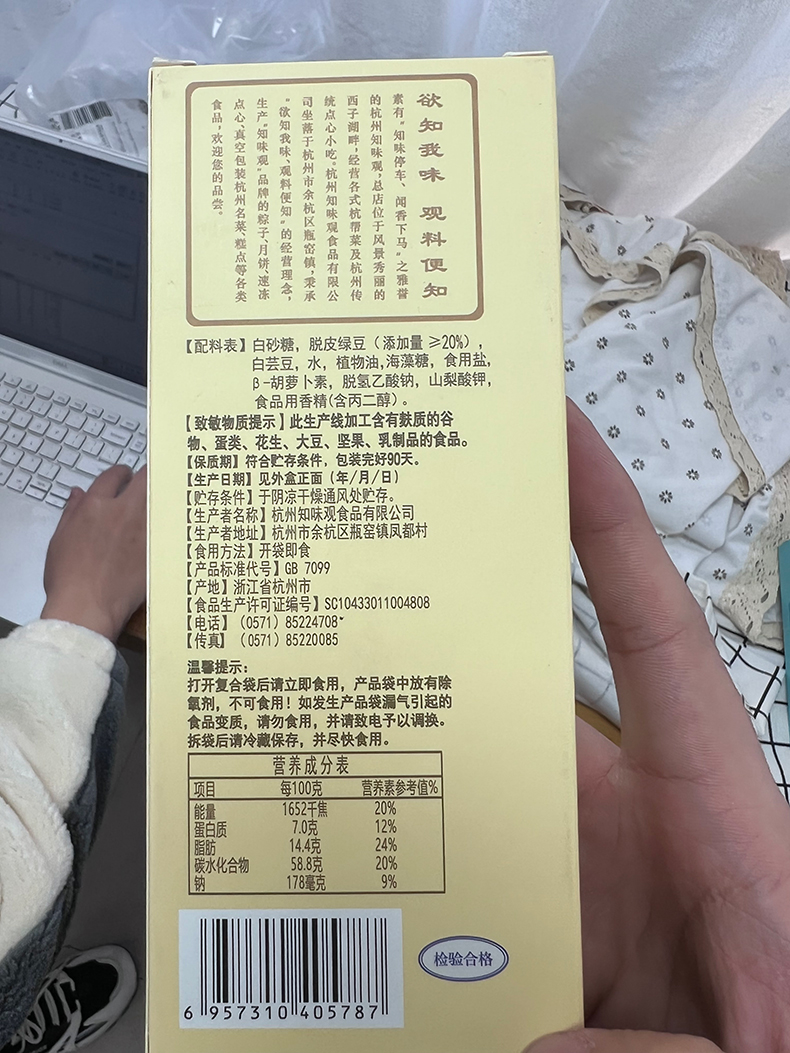 欲知我味 观料便知
素有“知味停车、闻香下马”之雅誉
的杭州知味观,总店位于风景秀丽的
西子湖畔,经营各式杭帮菜及杭州传
统点心小吃。杭州知味观食品有限公
司坐落于杭州市余杭区瓶窑镇,秉承
“欲知我味、观料便知”的经营理念,
生产“知味观”品牌的粽子、月饼、速冻
点心、真空包装杭州名菜、糕点等各类
食品,欢迎您的品尝。
【配料表】白砂糖，脱皮绿豆（添加量≥20%），
白芸豆，水，植物油,海藻糖，食用盐，
β-胡萝卜素，脱氢乙酸钠，山梨酸钾，
食品用香精(含丙二醇）。
【致敏物质提示】此生产线加工含有麸质的谷
物、蛋类、花生、大豆、坚果、乳制品的食品。
【保质期】符合贮存条件，包装完好90天。
【生产日期】见外盒正面（年/月/日）
【贮存条件】于阴凉干燥通风处贮存。
【生产者名称】杭州知味观食品有限公司
【生产者地址】杭州市余杭区瓶窑镇凤都村
【食用方法】开袋即食
【产品标准代号】GB 7099
【产地】浙江省杭州市
【食品生产许可证编号】SC10433011004808
【电话】（0571）85224708
【传真】（0571）85220085
温馨提示：
打开复合袋后请立即食用，产品袋中放有除
氧剂，不可食用！如发生产品袋漏气引起的
食品变质，请勿食用，并请致电予以调换。
拆袋后请冷藏保存，并尽快食用。
营养成分表
项目 每100克 营养素参考值%
能量 1652千焦 20%
蛋白质 7.0克 12%
脂肪 14.4克 24%
碳水化合物 58.8克 20%
钠 178毫克 9%
检验合格
6 957310 405787